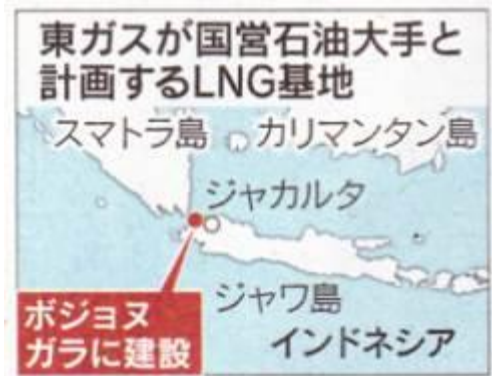 東ガスが国営石油大手と
計画するLNG基地
スマトラ島
カリマンタン島
ジャカルタ
ジャワ島
インドネシア
ボジョヌ
ガラに建設